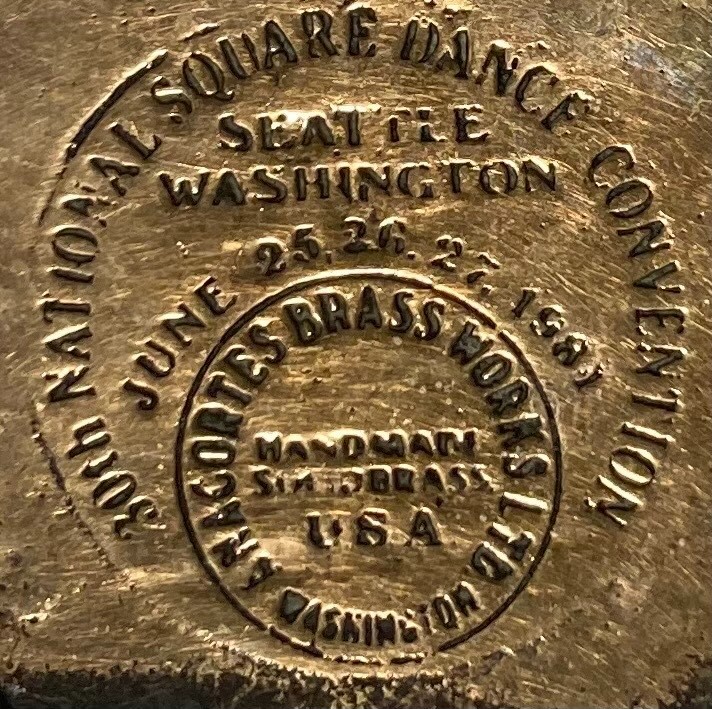 30th NATIONAL SQUARE DANCE CONVENTION
SEATTLE
WASHINGTON
JUNE 25, 26, 27, 1981
ANACORTES BRASS WORKS LTD
HANDMADE
SOLID BRASS
USA
WASHINGTON